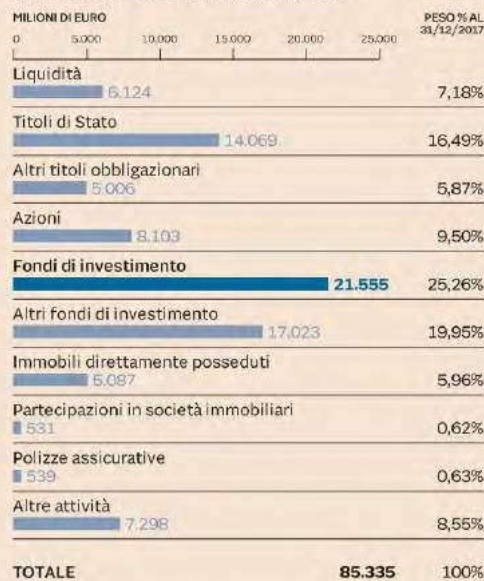 MILIONI DI EURO
PESO % AL
31/12/2017
0 5.000 10.000 15.000 20.000 25.000
Liquidità
6.124 7,18%
Titoli di Stato
14.069 16,49%
Altri titoli obbligazionari
5.006 5,87%
Azioni
8.103 9,50%
Fondi di investimento
21.555 25,26%
Altri fondi di investimento
17.023 19,95%
Immobili direttamente posseduti
5.087 5,96%
Partecipazioni in società immobiliari
531 0,62%
Polizze assicurative
539 0,63%
Altre attività
7.298 8,55%
TOTALE 85.335 100%